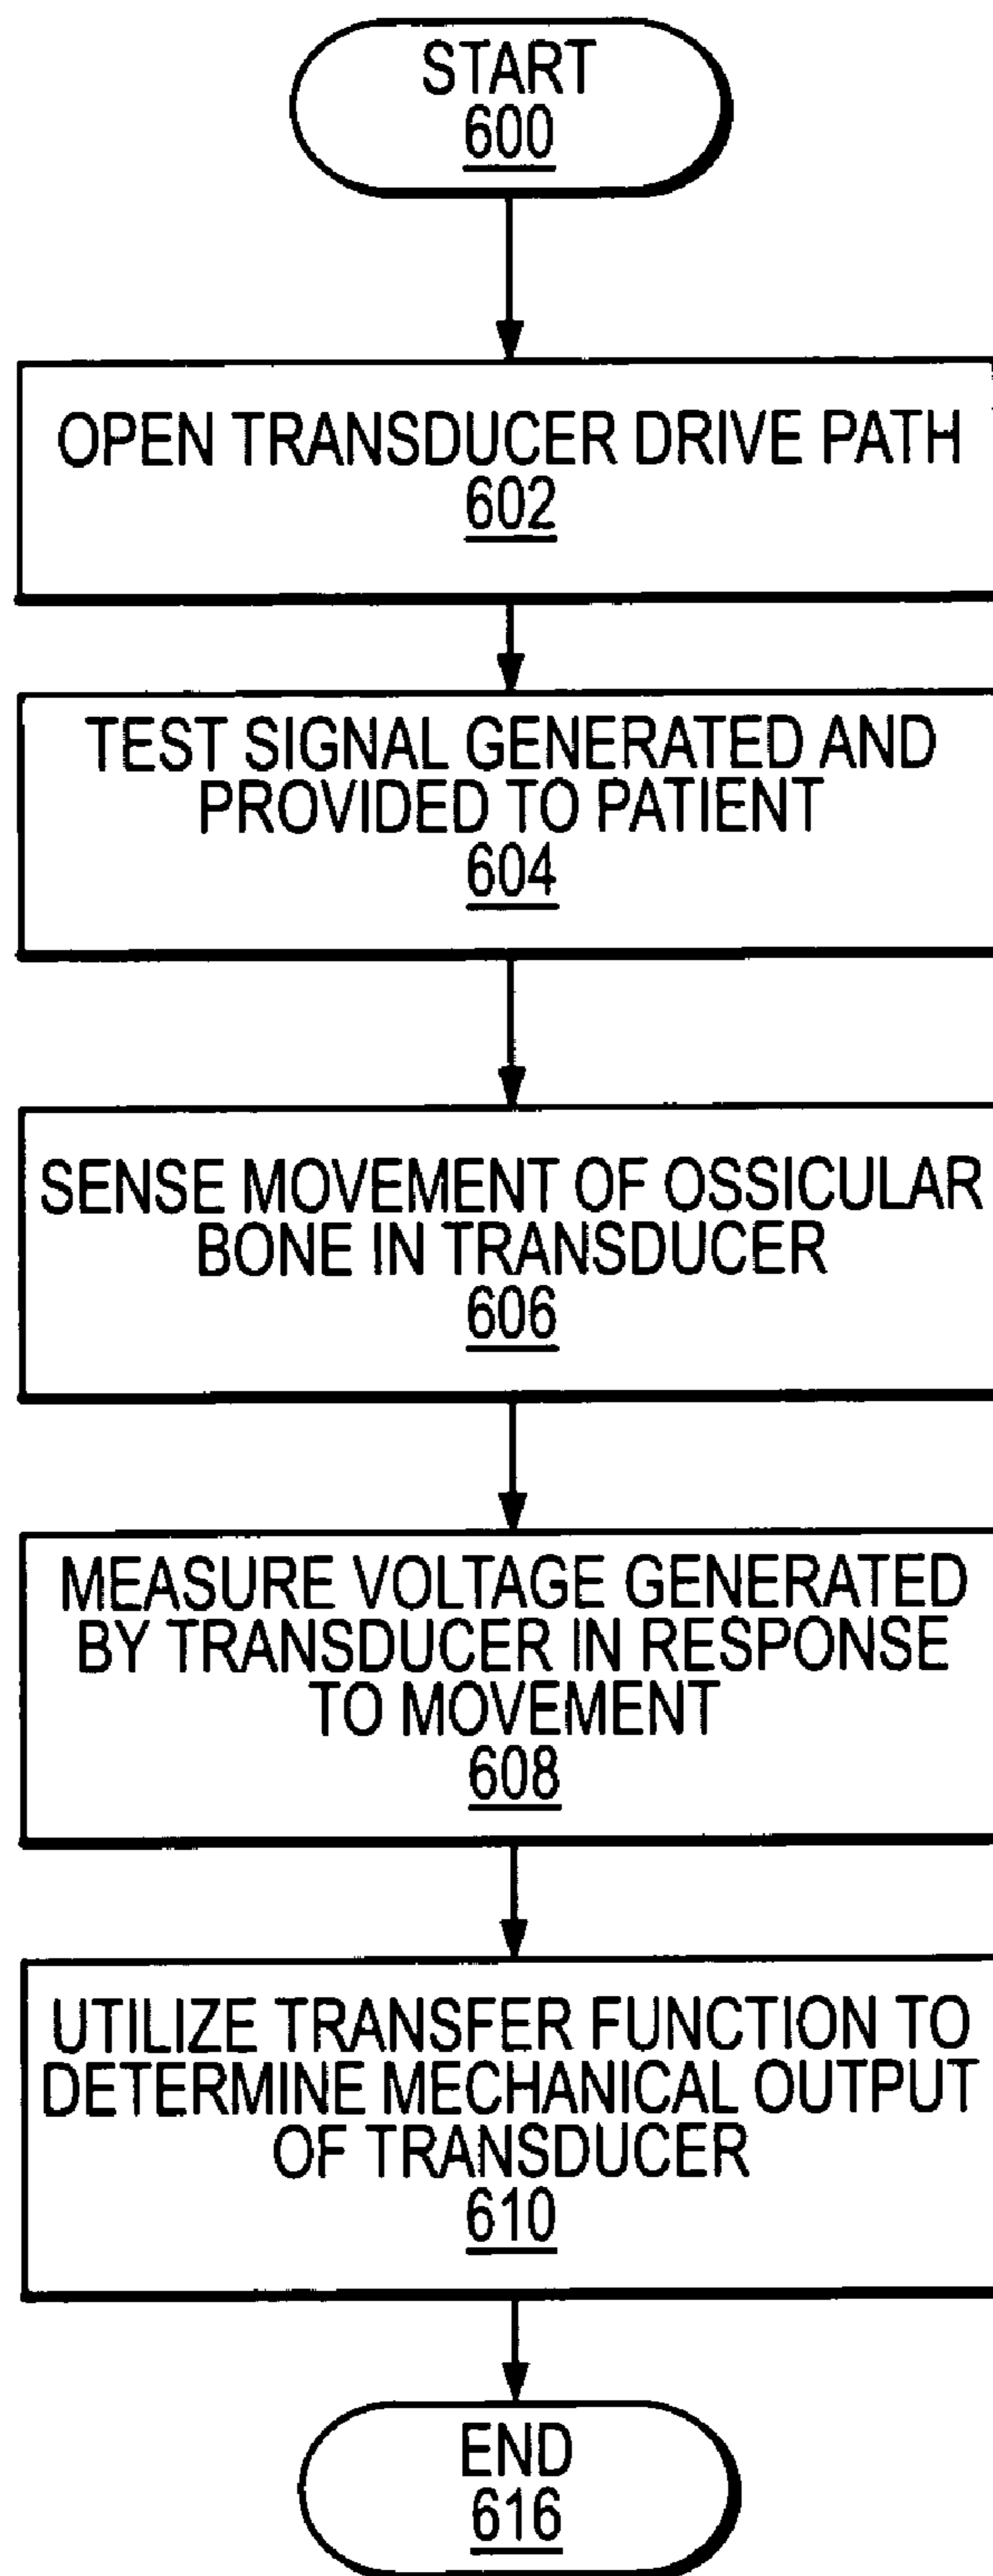 START
600
OPEN TRANSDUCER DRIVE PATH
602
TEST SIGNAL GENERATED AND
PROVIDED TO PATIENT
604
SENSE MOVEMENT OF OSSICULAR
BONE IN TRANSDUCER
606
MEASURE VOLTAGE GENERATED
BY TRANSDUCER IN RESPONSE
TO MOVEMENT
608
UTILIZE TRANSFER FUNCTION TO
DETERMINE MECHANICAL OUTPUT
OF TRANSDUCER
610
END
616